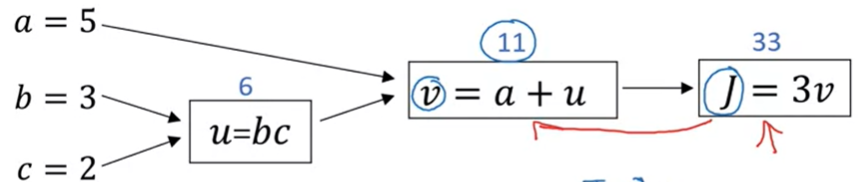 a = 5
11
33
b = 3
6
v = a + u
J = 3v
u=bc
c = 2